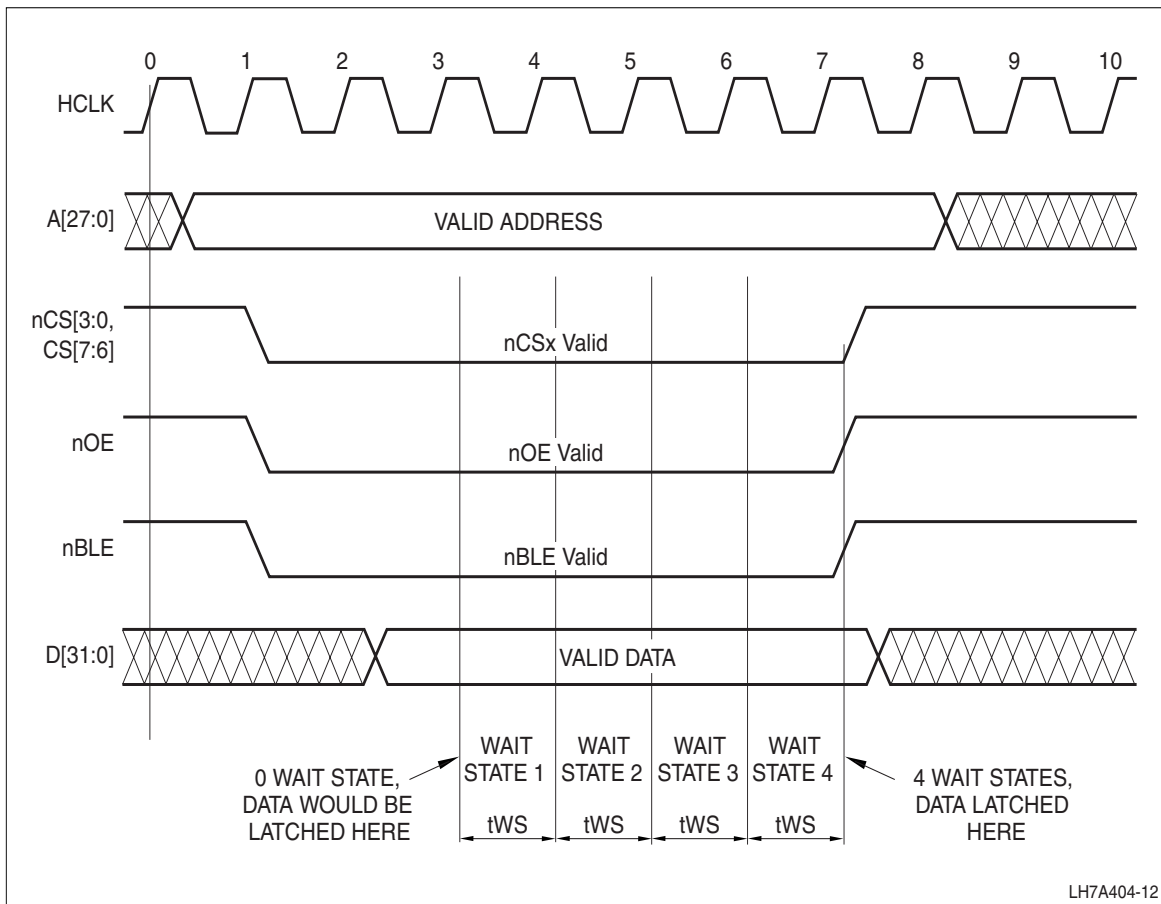 0 1 2 3 4 5 6 7 8 9 10
HCLK
A[27:0]
VALID ADDRESS
nCS[3:0,
CS[7:6]
nCSx Valid
nOE
nOE Valid
nBLE
nBLE Valid
D[31:0]
VALID DATA
0 WAIT STATE,
DATA WOULD BE
LATCHED HERE
WAIT
STATE 1
WAIT
STATE 2
WAIT
STATE 3
WAIT
STATE 4
4 WAIT STATES,
DATA LATCHED
HERE
tWS tWS tWS tWS
LH7A404-12